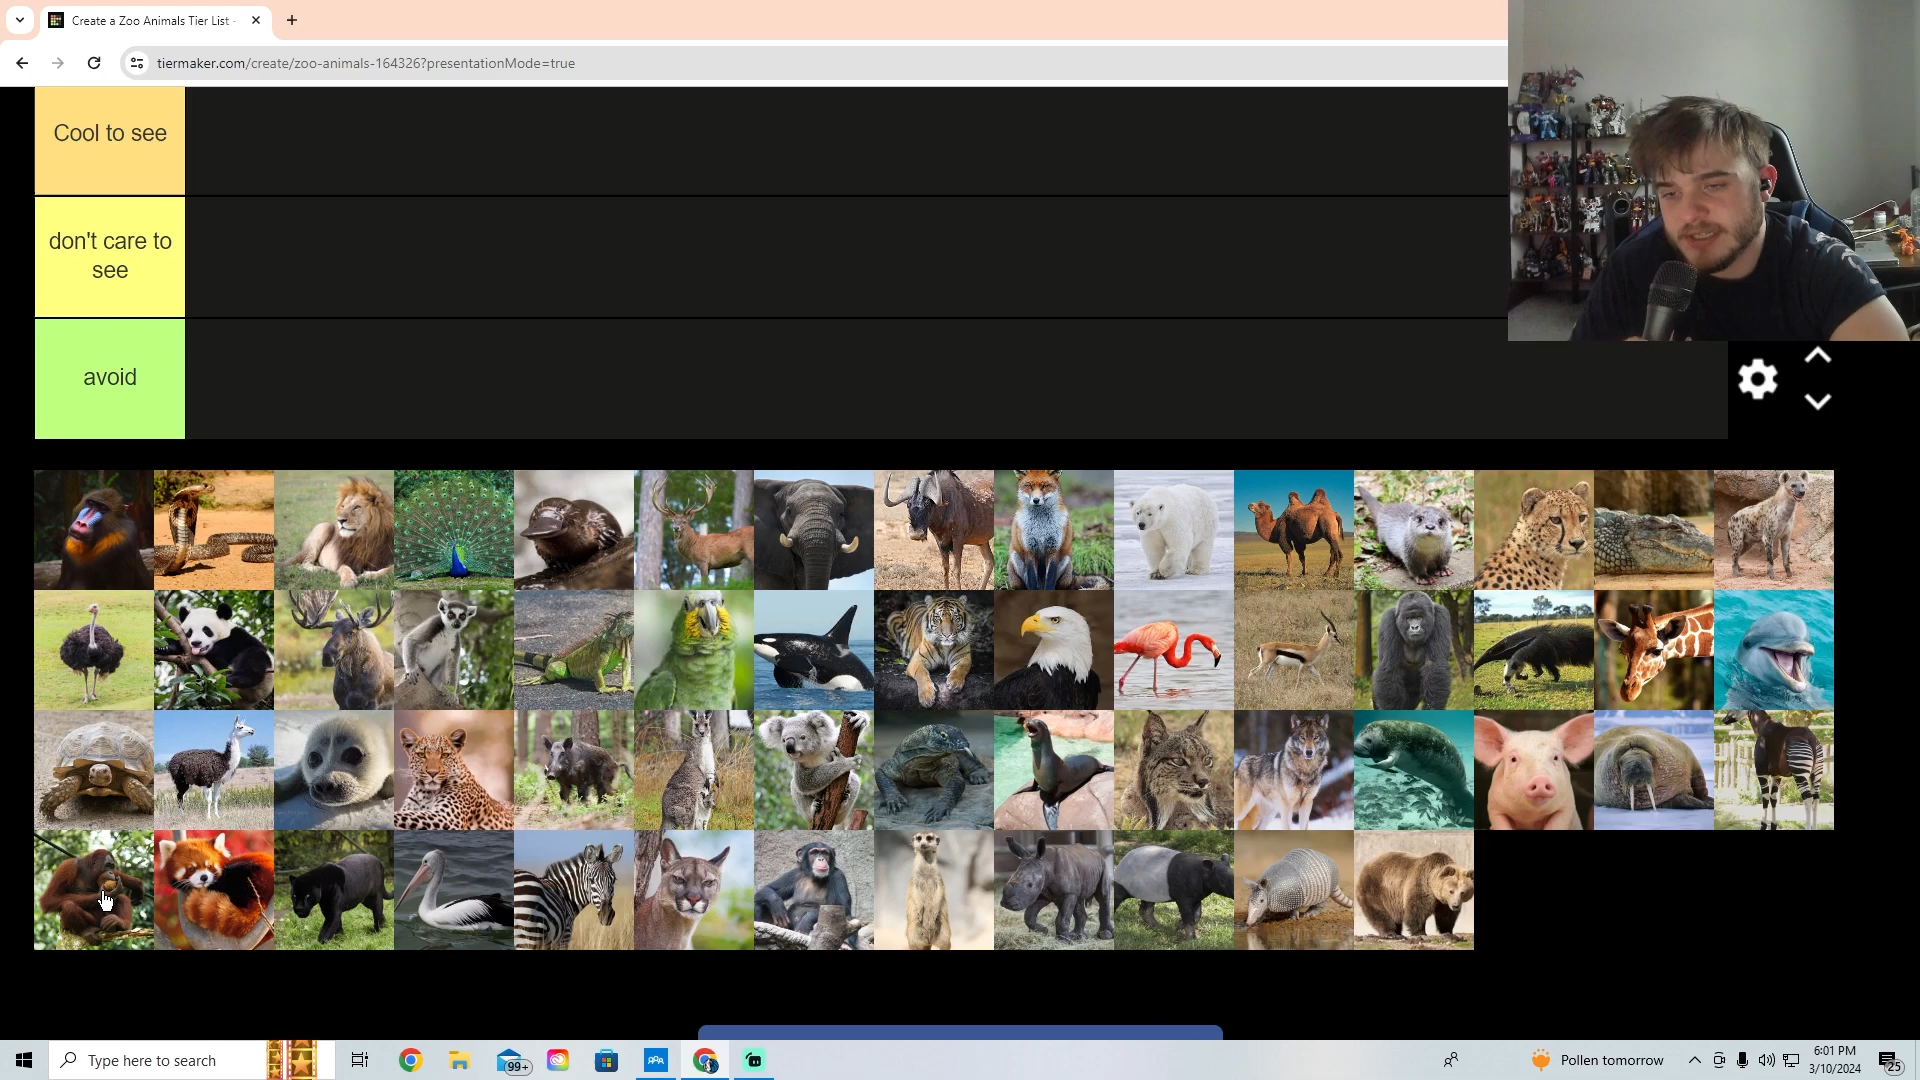 Create a Zoo Animals Tier List -
tiermaker.com/create/zoo-animals-164326?presentationMode=true
Cool to see
don't care to
see
avoid
Type here to search
99+
Pollen tomorrow
6:01 PM
3/10/2024
25